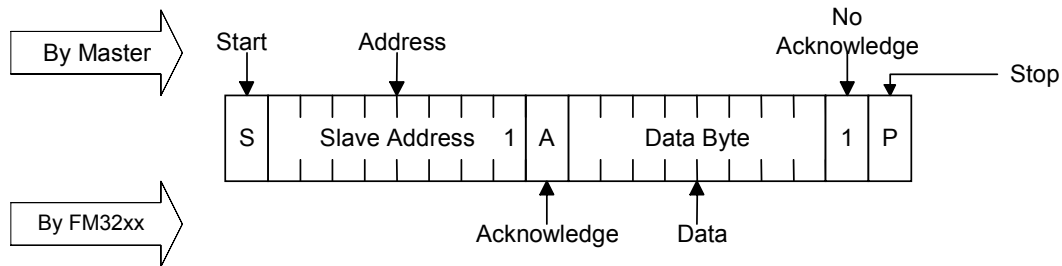 By Master
Start
Address
No
Acknowledge
Stop
S
Slave Address
1
A
Data Byte
1
P
By FM32xx
Acknowledge
Data